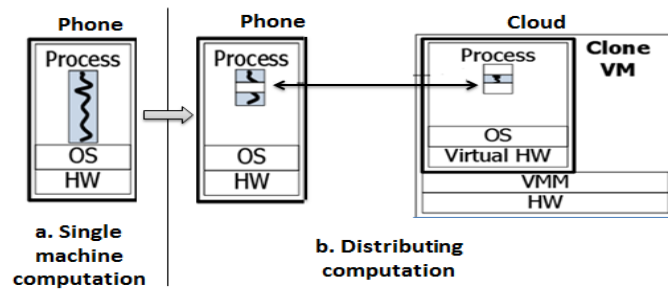 Phone
Process
OS
HW
a. Single
machine
computation
Phone
Process
OS
HW
Cloud
Process
OS
Virtual HW
Clone
VM
VMM
HW
b. Distributing
computation